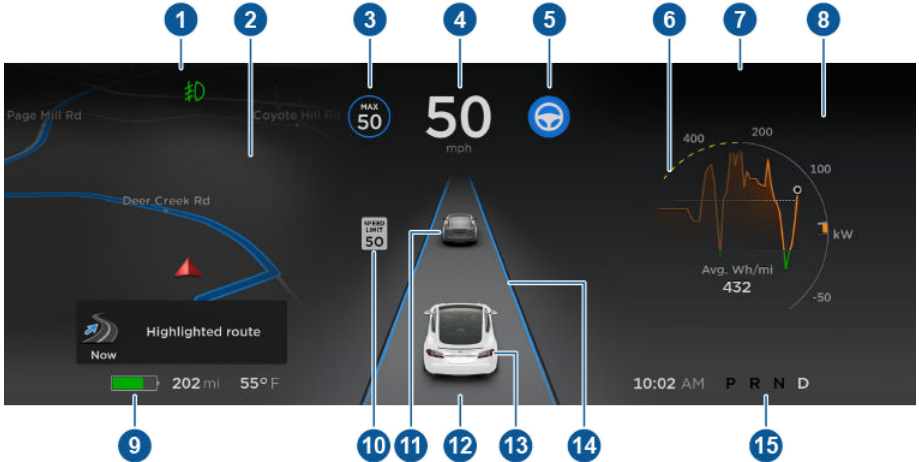 1
2
3
4
5
6
7
8
Page Mill Rd
Coyote Hill Rd
MAX
50
50
mph
400
200
100
kW
-50
Deer Creek Rd
SPEED
LIMIT
50
Avg. Wh/mi
432
Highlighted route
Now
202 mi 55° F
10:02 AM P R N D
9
10
11
12
13
14
15